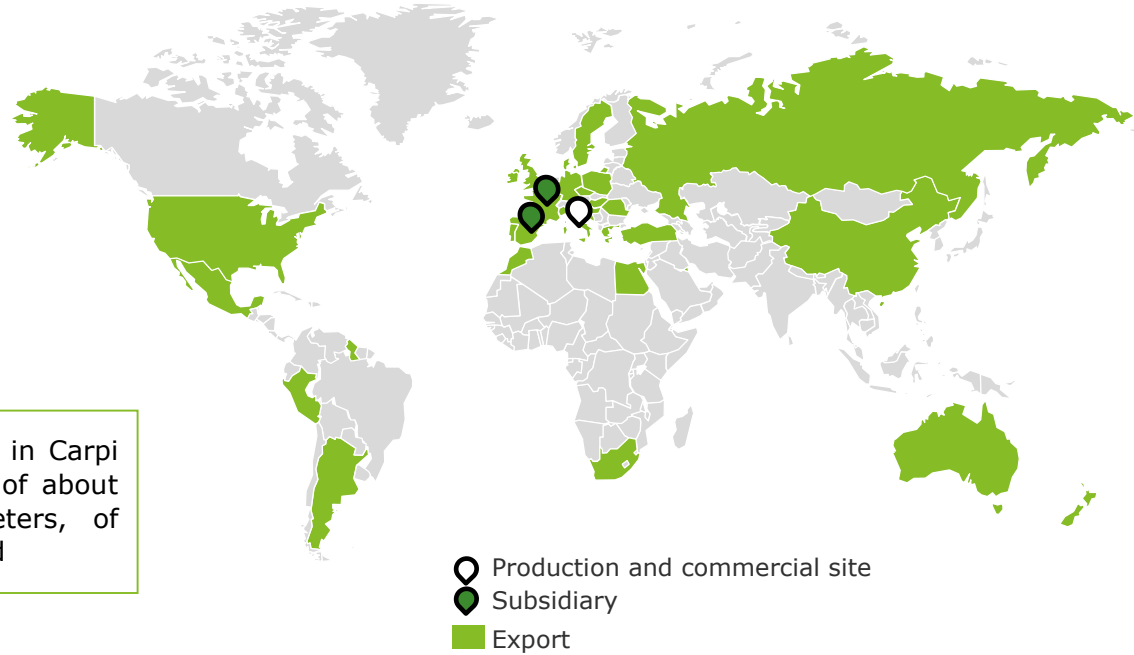 in Carpi
of about
eters, of
d
Production and commercial site
Subsidiary
Export